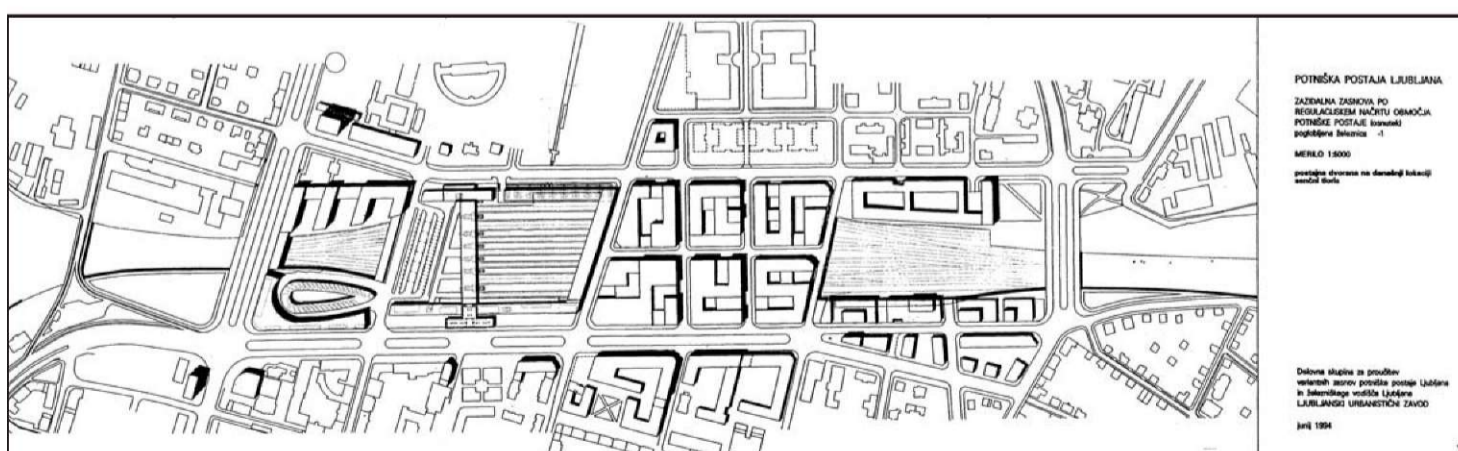 POTNIŠKA POSTAJA LJUBLJANA
ZAZIDALNA ZASNOVA PO
REGULACIJSKEM NAČRTU OBMOČJA
POTNIŠKE POSTAJE (osnutek)
poglobljena železnica -1
MERILO 1:5000
postajna dvorana na današnji lokaciji
senčni tloris
Delovna skupina za proučitev
variantnih zasnov potniške postaje Ljubljana
in železniškega vozlišča Ljubljana
LJUBLJANSKI URBANISTIČNI ZAVOD
junij 1994